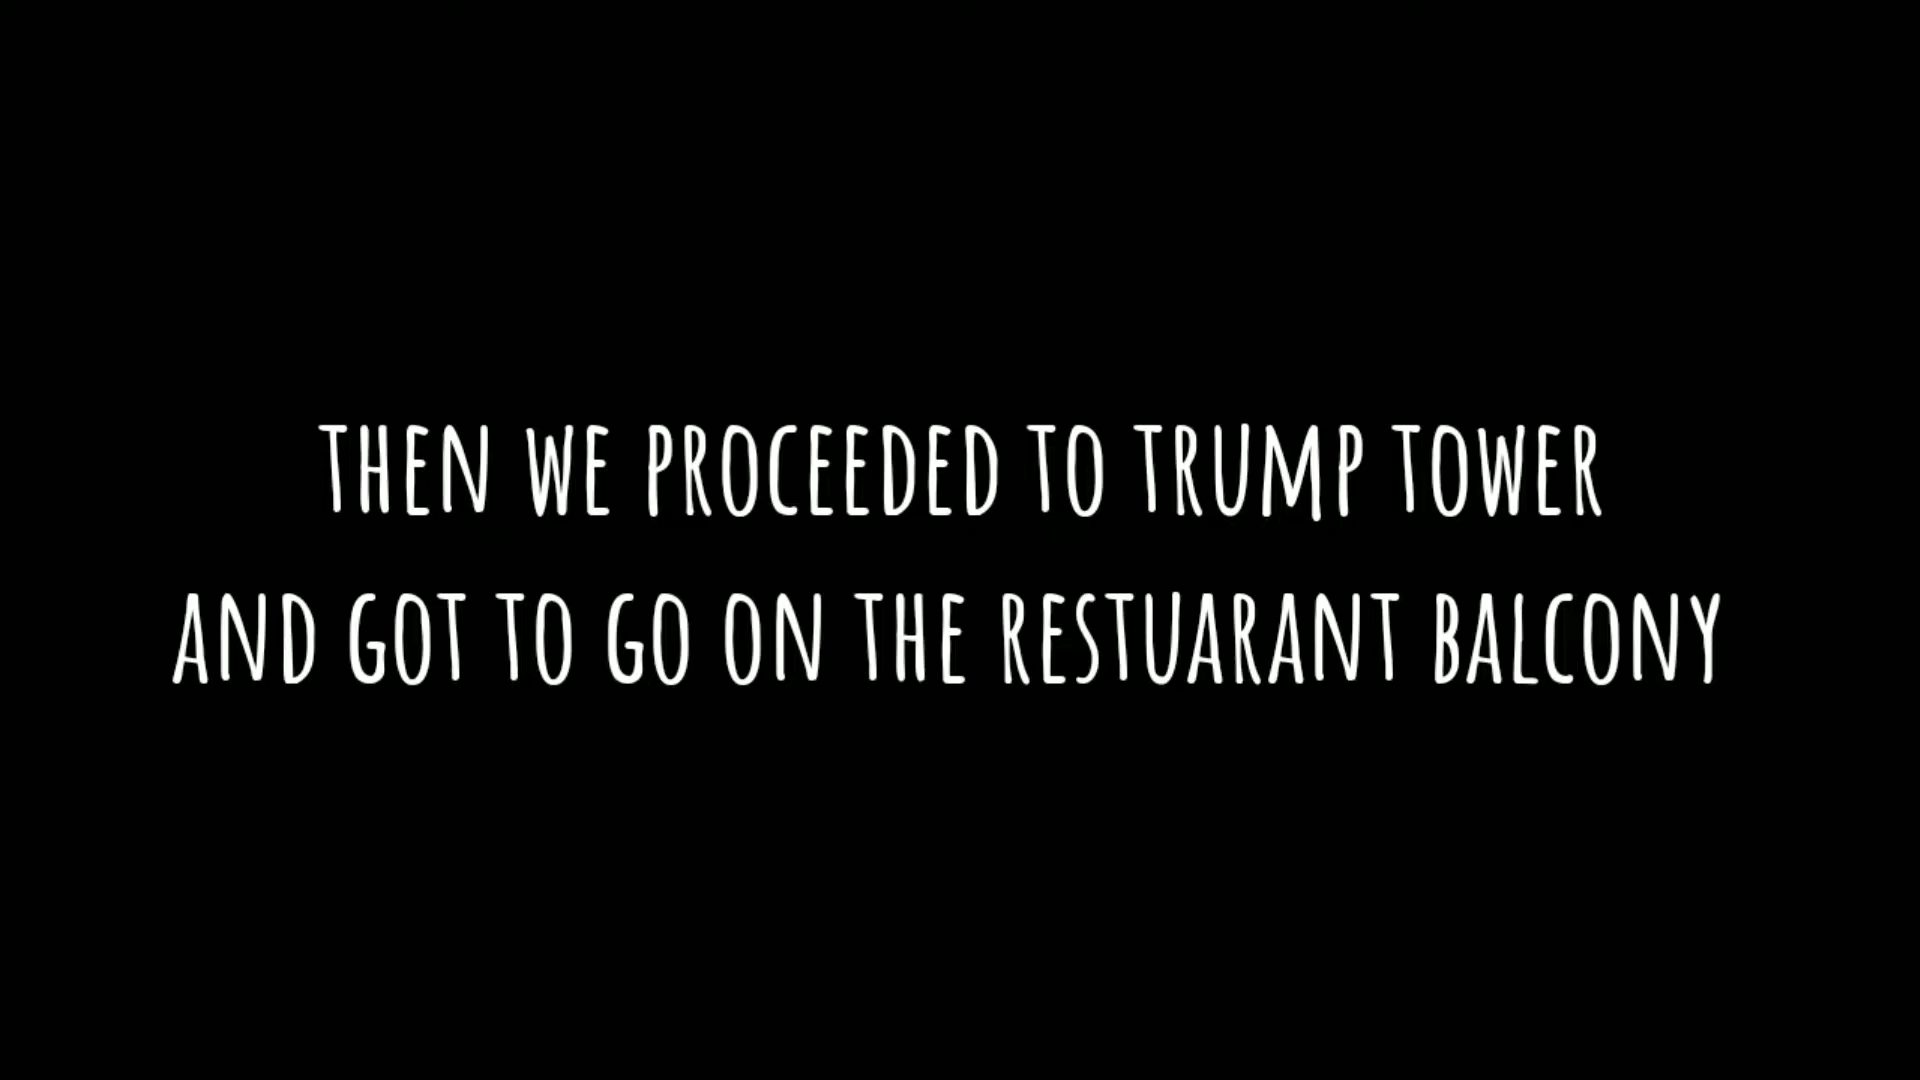 THEN WE PROCEEDED TO TRUMP TOWER
AND GOT TO GO ON THE RESTUARANT BALCONY